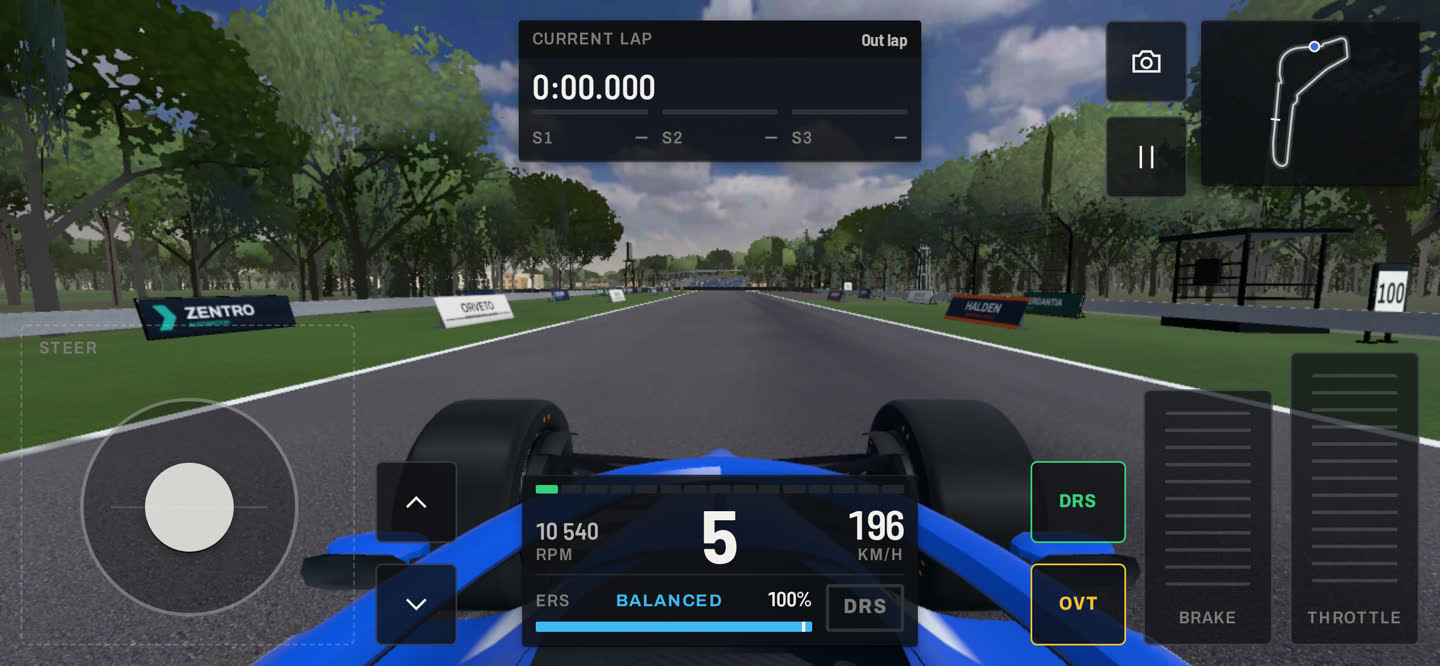 CURRENT LAP
Out lap
0:00.000
S1 – S2 – S3 –
ZENTRO
ORVETO
HALDEN
100
STEER
10 540
RPM
5
196
KM/H
ERS BALANCED 100%
DRS
DRS
OVT
BRAKE
THROTTLE